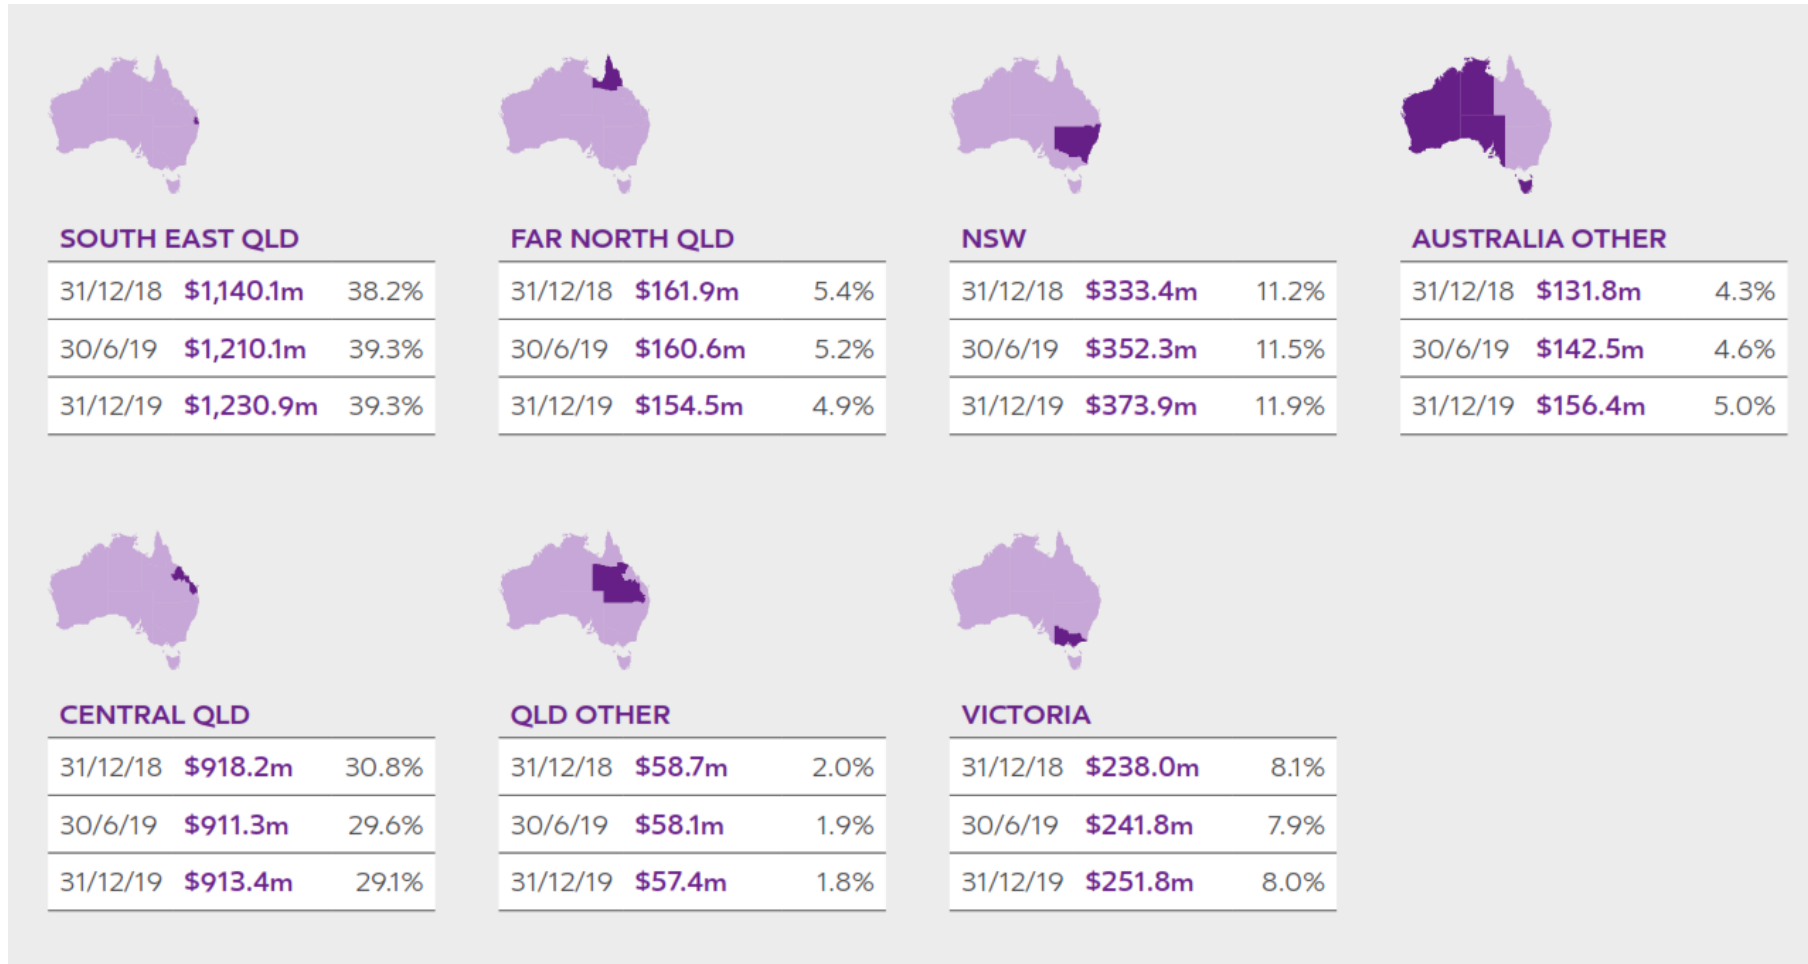 SOUTH EAST QLD
31/12/18 $1,140.1m 38.2%
30/6/19 $1,210.1m 39.3%
31/12/19 $1,230.9m 39.3%
FAR NORTH QLD
31/12/18 $161.9m 5.4%
30/6/19 $160.6m 5.2%
31/12/19 $154.5m 4.9%
NSW
31/12/18 $333.4m 11.2%
30/6/19 $352.3m 11.5%
31/12/19 $373.9m 11.9%
AUSTRALIA OTHER
31/12/18 $131.8m 4.3%
30/6/19 $142.5m 4.6%
31/12/19 $156.4m 5.0%
CENTRAL QLD
31/12/18 $918.2m 30.8%
30/6/19 $911.3m 29.6%
31/12/19 $913.4m 29.1%
QLD OTHER
31/12/18 $58.7m 2.0%
30/6/19 $58.1m 1.9%
31/12/19 $57.4m 1.8%
VICTORIA
31/12/18 $238.0m 8.1%
30/6/19 $241.8m 7.9%
31/12/19 $251.8m 8.0%